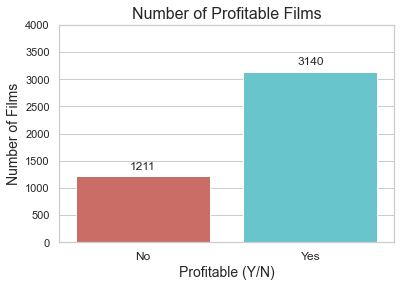 Number of Profitable Films
Number of Films
4000
3500
3000
2500
2000
1500
1000
500
0
1211
3140
No
Yes
Profitable (Y/N)